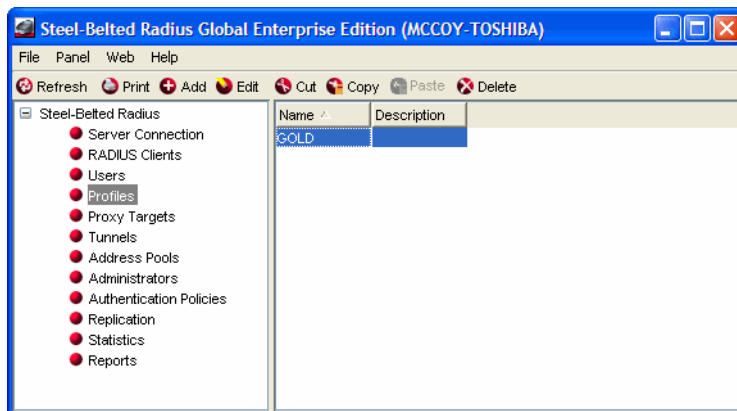 Steel-Belted Radius Global Enterprise Edition (MCCOY-TOSHIBA)
File Panel Web Help
Refresh Print Add Edit Cut Copy Paste Delete
Steel-Belted Radius
Server Connection
RADIUS Clients
Users
Profiles
Proxy Targets
Tunnels
Address Pools
Administrators
Authentication Policies
Replication
Statistics
Reports
Name Description
GOLD